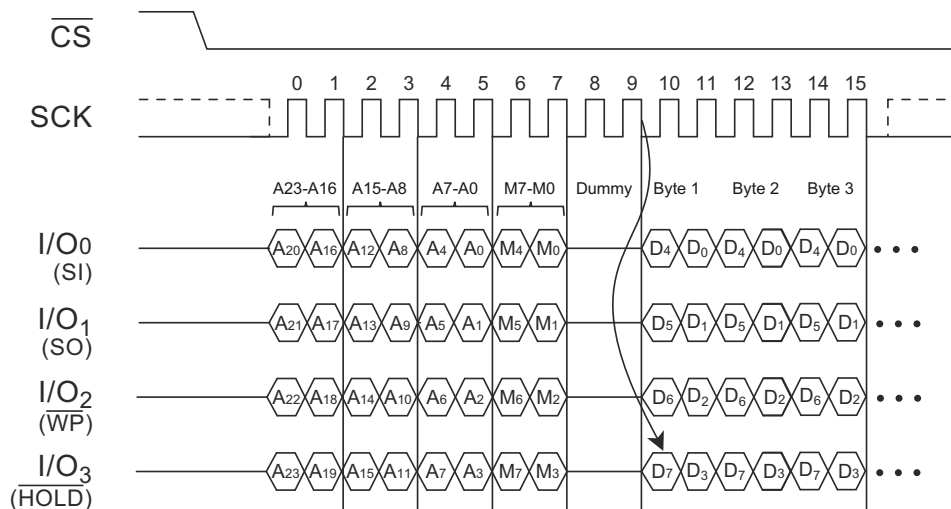 CS
0 1 2 3 4 5 6 7 8 9 10 11 12 13 14 15
SCK
A23-A16 A15-A8 A7-A0 M7-M0 Dummy Byte 1 Byte 2 Byte 3
I/O0 A20 A16 A12 A8 A4 A0 M4 M0 D4 D0 D4 D0 D4 D0 • • •
(SI)
I/O1 A21 A17 A13 A9 A5 A1 M5 M1 D5 D1 D5 D1 D5 D1 • • •
(SO)
I/O2 A22 A18 A14 A10 A6 A2 M6 M2 D6 D2 D6 D2 D6 D2 • • •
(WP)
I/O3 A23 A19 A15 A11 A7 A3 M7 M3 D7 D3 D7 D3 D7 D3 • • •
(HOLD)